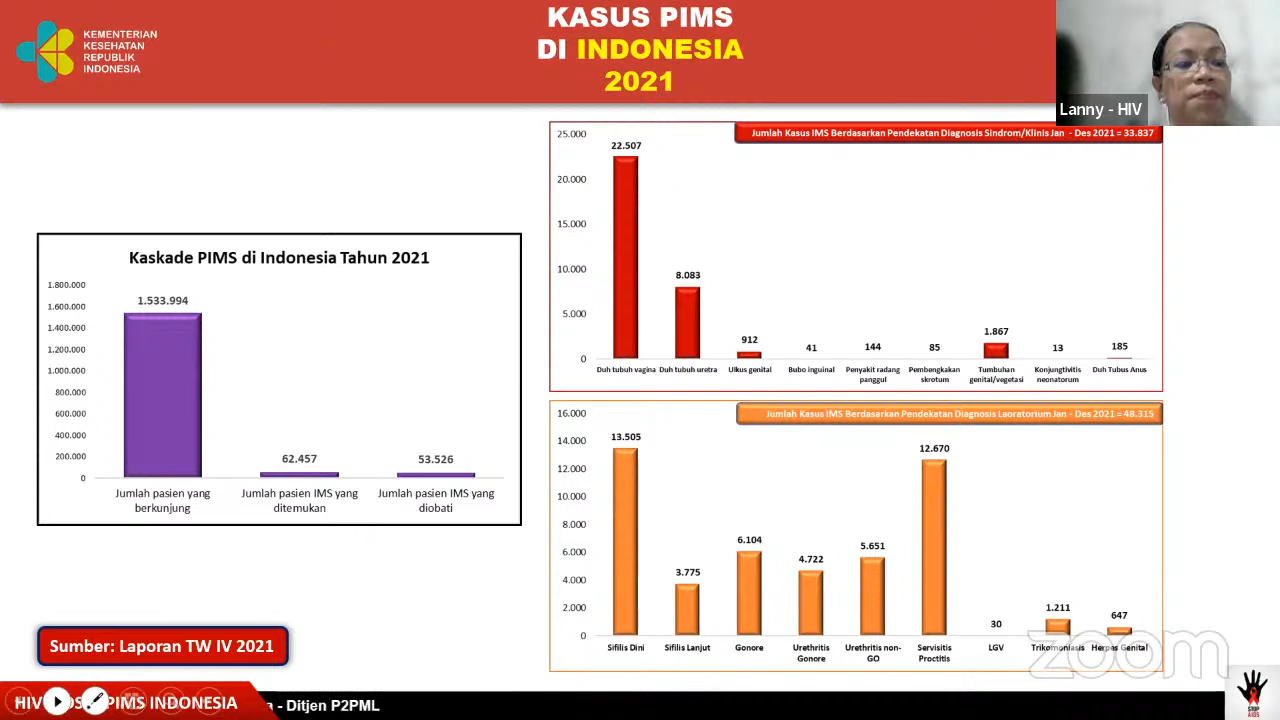 KEMENTERIAN
KESEHATAN
REPUBLIK
INDONESIA
KASUS PIMS
DI INDONESIA
2021
Lanny - HIV
Kaskade PIMS di Indonesia Tahun 2021
1.800.000
1.600.000
1.400.000
1.200.000
1.000.000
800.000
600.000
400.000
200.000
0
1.533.994
62.457
53.526
Jumlah pasien yang berkunjung
Jumlah pasien IMS yang ditemukan
Jumlah pasien IMS yang diobati
Jumlah Kasus IMS Berdasarkan Pendekatan Diagnosis Sindrom/Klinis Jan - Des 2021 = 33.837
25.000
20.000
15.000
10.000
5.000
0
22.507
8.083
912
41
144
85
1.867
13
185
Duh tubuh vagina
Duh tubuh uretra
Ulkus genital
Bubo inguinal
Penyakit radang panggul
Pembengkakan skrotum
Tumbuhan genital/vegetasi
Konjungtivitis neonatorum
Duh Tubus Anus
Jumlah Kasus IMS Berdasarkan Pendekatan Diagnosis Laoratorium Jan - Des 2021 = 48.315
16.000
14.000
12.000
10.000
8.000
6.000
4.000
2.000
0
13.505
3.775
6.104
4.722
5.651
12.670
30
1.211
647
Sifilis Dini
Sifilis Lanjut
Gonore
Urethritis Gonore
Urethritis non-GO
Servisitis Proctitis
LGV
Trikomoniasis
Herpes Genital
Sumber: Laporan TW IV 2021
zoom
HIV PIMS INDONESIA
- Ditjen P2PML
STOP
AIDS